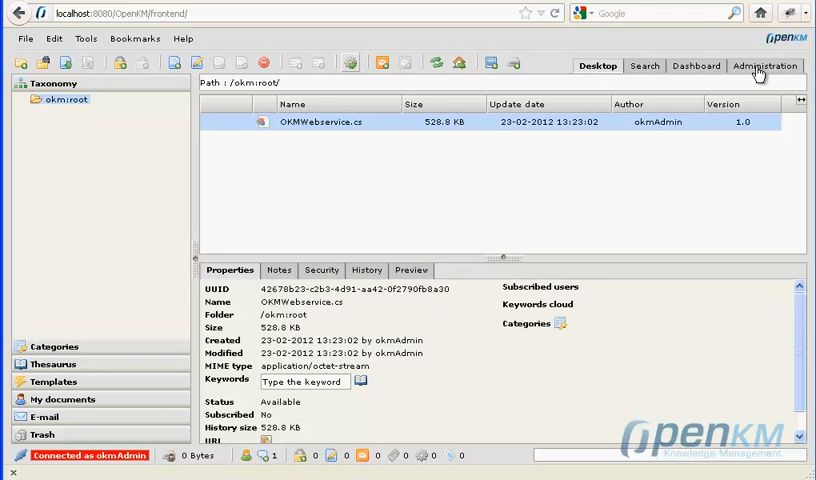 localhost:8080/OpenKM/frontend/
Google
File Edit Tools Bookmarks Help
OpenKM
Desktop Search Dashboard Administration
Taxonomy
Path : /okm:root/
okm:root
Name Size Update date Author Version
OKMWebservice.cs 528.8 KB 23-02-2012 13:23:02 okmAdmin 1.0
Properties Notes Security History Preview
UUID 42678b23-c2b3-4d91-aa42-0f2790fb8a30
Name OKMWebservice.cs
Folder /okm:root
Size 528.8 KB
Created 23-02-2012 13:23:02 by okmAdmin
Modified 23-02-2012 13:23:02 by okmAdmin
MIME type application/octet-stream
Keywords Type the keyword
Status Available
Subscribed No
History size 528.8 KB
URL
Subscribed users
Keywords cloud
Categories
Categories
Thesaurus
Templates
My documents
E-mail
Trash
OpenKM
Knowledge Management
Connected as okmAdmin 0 Bytes 1 0 0 0 0 0 0